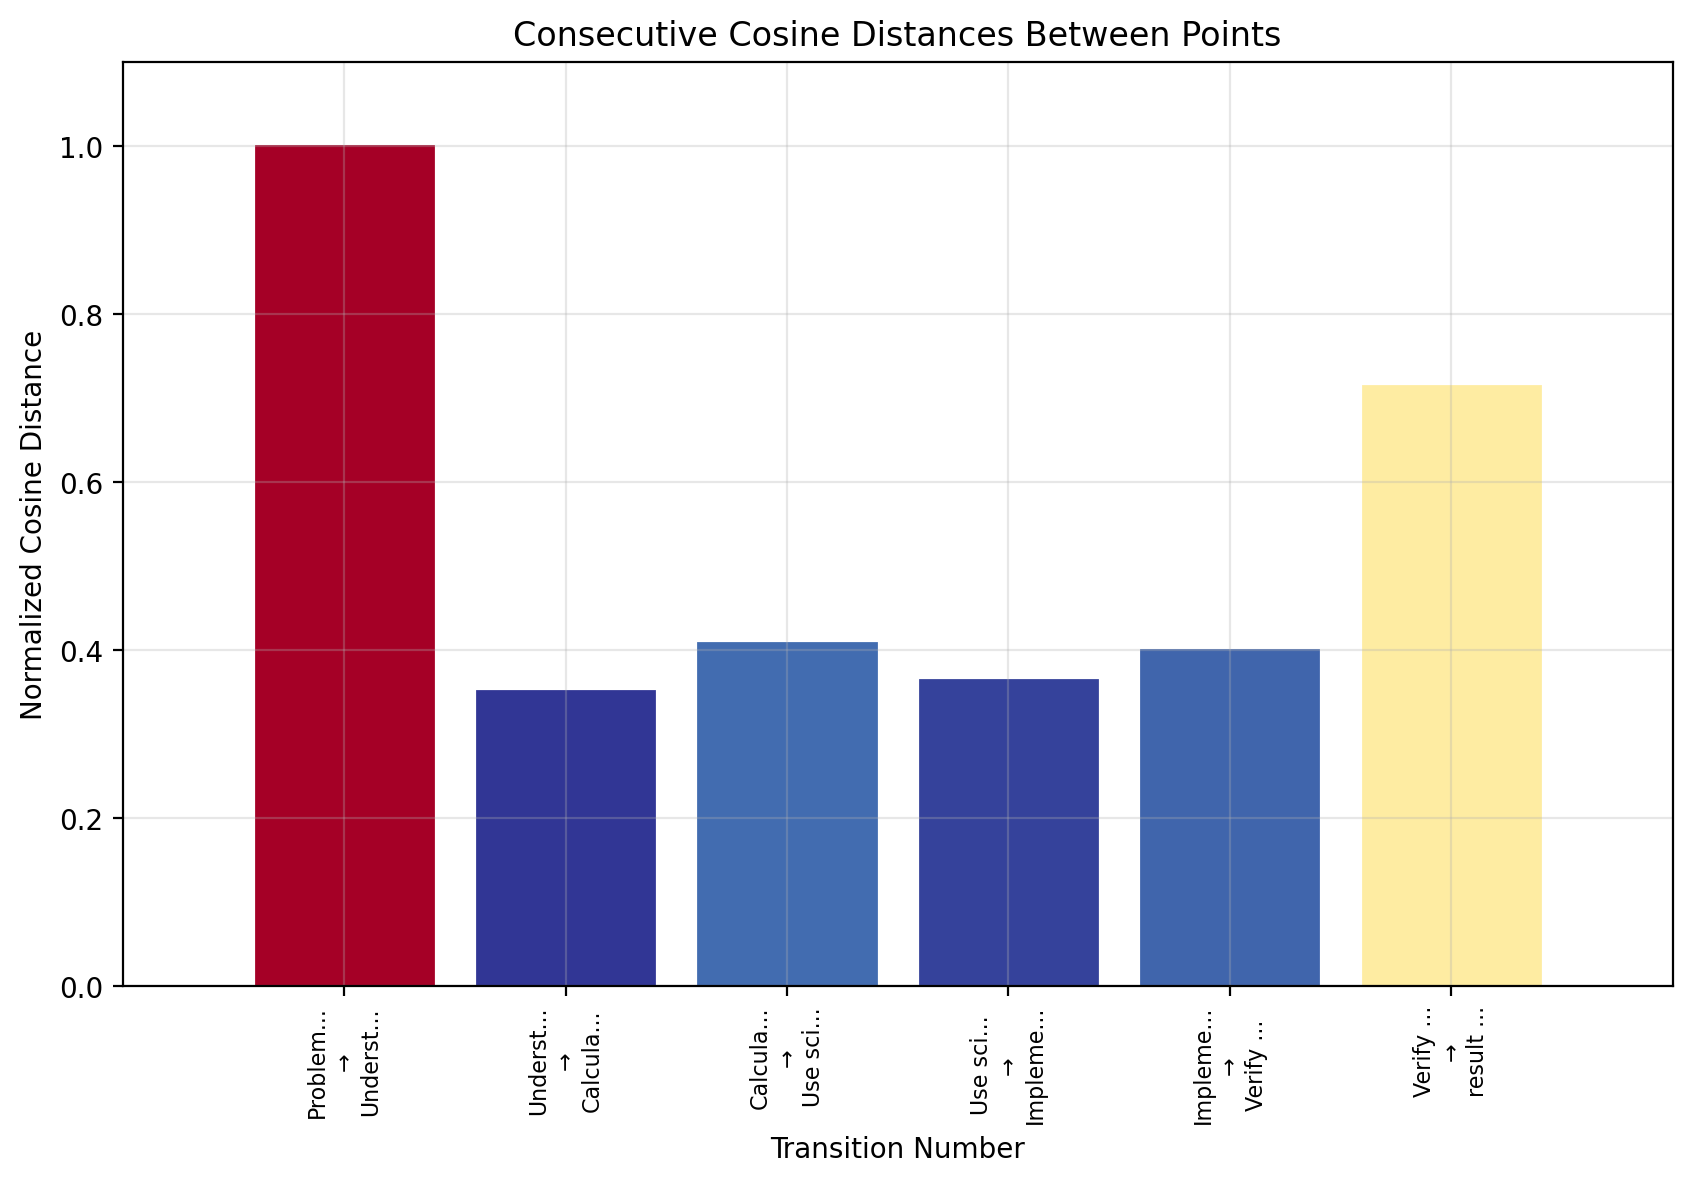 Consecutive Cosine Distances Between Points
Normalized Cosine Distance
1.0
0.8
0.6
0.4
0.2
0.0
Problem...
→
Underst...
Underst...
→
Calcula...
Calcula...
→
Use sci...
Use sci...
→
Impleme...
Impleme...
→
Verify ...
Verify ...
→
result ...
Transition Number